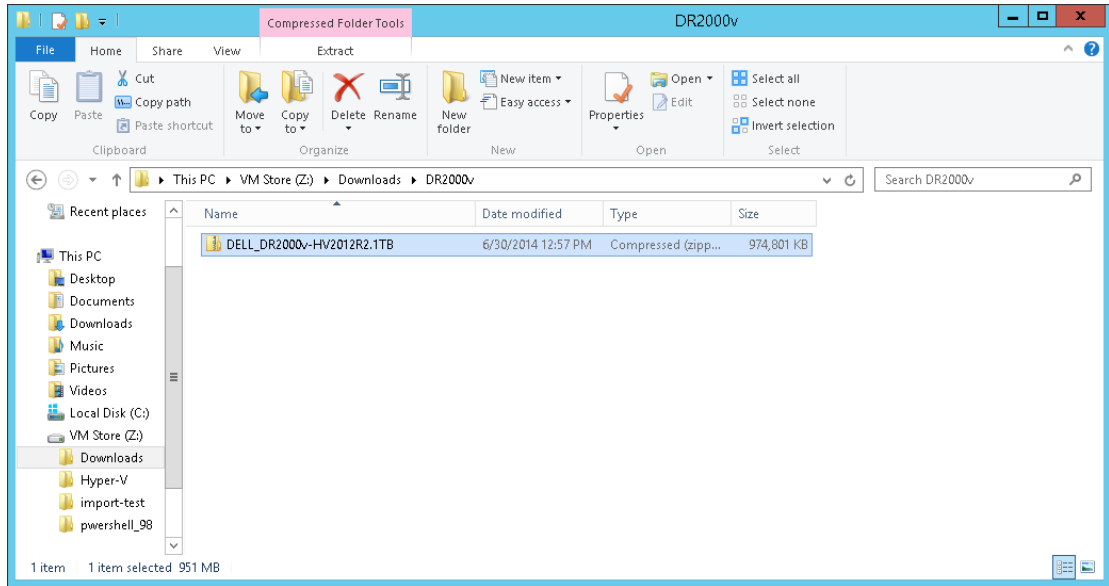 Compressed Folder Tools
DR2000v
File
Home
Share
View
Extract
Copy
Paste
Cut
Copy path
Paste shortcut
Clipboard
Move to
Copy to
Delete
Rename
Organize
New folder
New item
Easy access
New
Properties
Open
Edit
Open
Select all
Select none
Invert selection
Select
This PC
VM Store (Z:)
Downloads
DR2000v
Search DR2000v
Recent places
This PC
Desktop
Documents
Downloads
Music
Pictures
Videos
Local Disk (C:)
VM Store (Z:)
Downloads
Hyper-V
import-test
pwershell_98
Name
Date modified
Type
Size
DELL_DR2000v-HV2012R2.1TB
6/30/2014 12:57 PM
Compressed (zipp...
974,801 KB
1 item
1 item selected 951 MB